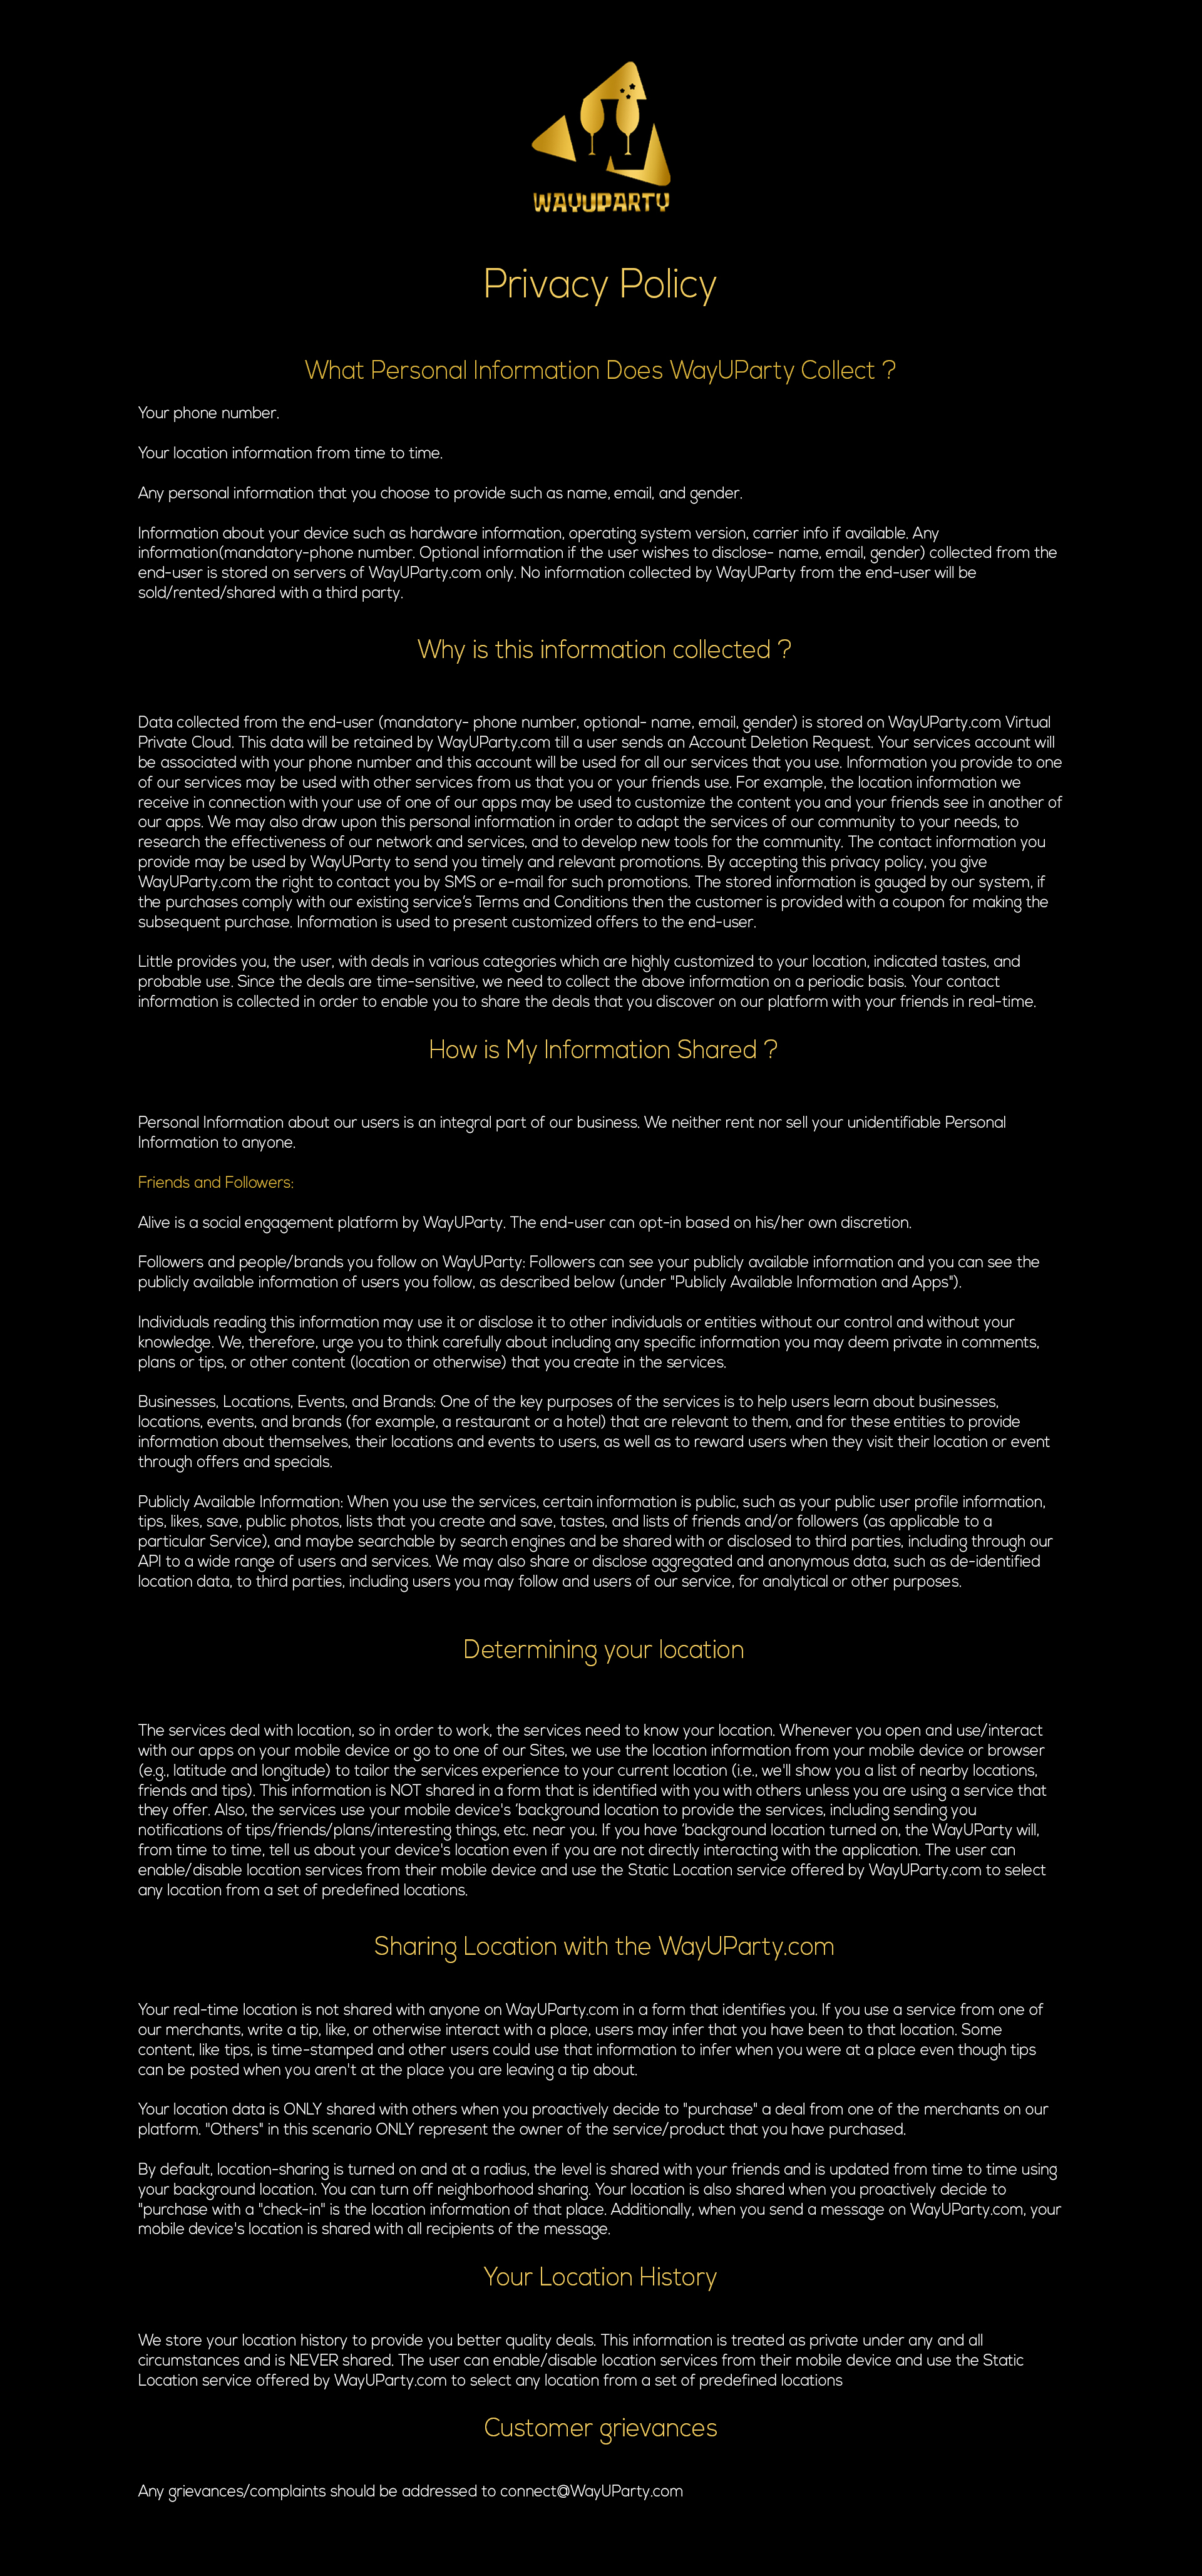 WAYUPARTY
Privacy Policy
What Personal Information Does WayUParty Collect ?
Your phone number.
Your location information from time to time.
Any personal information that you choose to provide such as name, email, and gender.
Information about your device such as hardware information, operating system version, carrier info if available. Any
information(mandatory-phone number. Optional information if the user wishes to disclose- name, email, gender) collected from the
end-user is stored on servers of WayUParty.com only. No information collected by WayUParty from the end-user will be
sold/rented/shared with a third party.
Why is this information collected ?
Data collected from the end-user (mandatory- phone number, optional- name, email, gender) is stored on WayUParty.com Virtual
Private Cloud. This data will be retained by WayUParty.com till a user sends an Account Deletion Request. Your services account will
be associated with your phone number and this account will be used for all our services that you use. Information you provide to one
of our services may be used with other services from us that you or your friends use. For example, the location information we
receive in connection with your use of one of our apps may be used to customize the content you and your friends see in another of
our apps. We may also draw upon this personal information in order to adapt the services of our community to your needs, to
research the effectiveness of our network and services, and to develop new tools for the community. The contact information you
provide may be used by WayUParty to send you timely and relevant promotions. By accepting this privacy policy, you give
WayUParty.com the right to contact you by SMS or e-mail for such promotions. The stored information is gauged by our system, if
the purchases comply with our existing service’s Terms and Conditions then the customer is provided with a coupon for making the
subsequent purchase. Information is used to present customized offers to the end-user.
Little provides you, the user, with deals in various categories which are highly customized to your location, indicated tastes, and
probable use. Since the deals are time-sensitive, we need to collect the above information on a periodic basis. Your contact
information is collected in order to enable you to share the deals that you discover on our platform with your friends in real-time.
How is My Information Shared ?
Personal Information about our users is an integral part of our business. We neither rent nor sell your unidentifiable Personal
Information to anyone.
Friends and Followers:
Alive is a social engagement platform by WayUParty. The end-user can opt-in based on his/her own discretion.
Followers and people/brands you follow on WayUParty: Followers can see your publicly available information and you can see the
publicly available information of users you follow, as described below (under "Publicly Available Information and Apps").
Individuals reading this information may use it or disclose it to other individuals or entities without our control and without your
knowledge. We, therefore, urge you to think carefully about including any specific information you may deem private in comments,
plans or tips, or other content (location or otherwise) that you create in the services.
Businesses, Locations, Events, and Brands: One of the key purposes of the services is to help users learn about businesses,
locations, events, and brands (for example, a restaurant or a hotel) that are relevant to them, and for these entities to provide
information about themselves, their locations and events to users, as well as to reward users when they visit their location or event
through offers and specials.
Publicly Available Information: When you use the services, certain information is public, such as your public user profile information,
tips, likes, save, public photos, lists that you create and save, tastes, and lists of friends and/or followers (as applicable to a
particular Service), and maybe searchable by search engines and be shared with or disclosed to third parties, including through our
API to a wide range of users and services. We may also share or disclose aggregated and anonymous data, such as de-identified
location data, to third parties, including users you may follow and users of our service, for analytical or other purposes.
Determining your location
The services deal with location, so in order to work, the services need to know your location. Whenever you open and use/interact
with our apps on your mobile device or go to one of our Sites, we use the location information from your mobile device or browser
(e.g., latitude and longitude) to tailor the services experience to your current location (i.e., we'll show you a list of nearby locations,
friends and tips). This information is NOT shared in a form that is identified with you with others unless you are using a service that
they offer. Also, the services use your mobile device's ‘background location to provide the services, including sending you
notifications of tips/friends/plans/interesting things, etc. near you. If you have ‘background location turned on, the WayUParty will,
from time to time, tell us about your device's location even if you are not directly interacting with the application. The user can
enable/disable location services from their mobile device and use the Static Location service offered by WayUParty.com to select
any location from a set of predefined locations.
Sharing Location with the WayUParty.com
Your real-time location is not shared with anyone on WayUParty.com in a form that identifies you. If you use a service from one of
our merchants, write a tip, like, or otherwise interact with a place, users may infer that you have been to that location. Some
content, like tips, is time-stamped and other users could use that information to infer when you were at a place even though tips
can be posted when you aren't at the place you are leaving a tip about.
Your location data is ONLY shared with others when you proactively decide to "purchase" a deal from one of the merchants on our
platform. "Others" in this scenario ONLY represent the owner of the service/product that you have purchased.
By default, location-sharing is turned on and at a radius, the level is shared with your friends and is updated from time to time using
your background location. You can turn off neighborhood sharing. Your location is also shared when you proactively decide to
"purchase with a "check-in" is the location information of that place. Additionally, when you send a message on WayUParty.com, your
mobile device's location is shared with all recipients of the message.
Your Location History
We store your location history to provide you better quality deals. This information is treated as private under any and all
circumstances and is NEVER shared. The user can enable/disable location services from their mobile device and use the Static
Location service offered by WayUParty.com to select any location from a set of predefined locations
Customer grievances
Any grievances/complaints should be addressed to connect@WayUParty.com